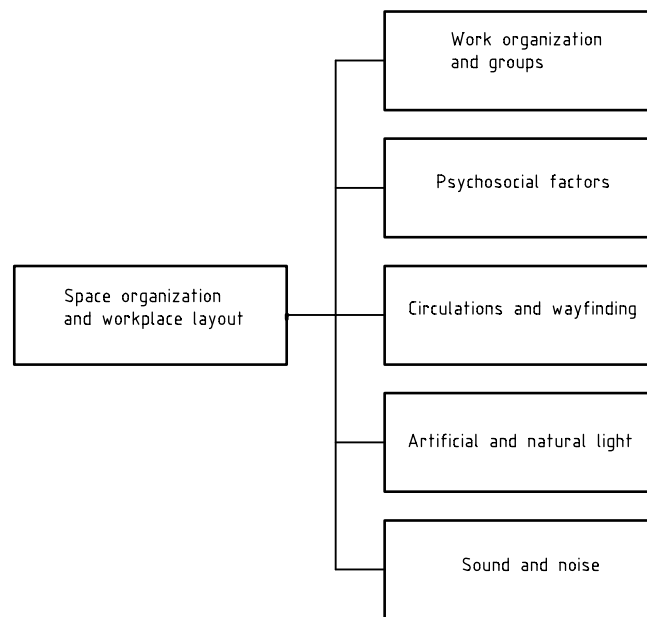 Work organization
and groups
Psychosocial factors
Space organization
and workplace layout
Circulations and wayfinding
Artificial and natural light
Sound and noise